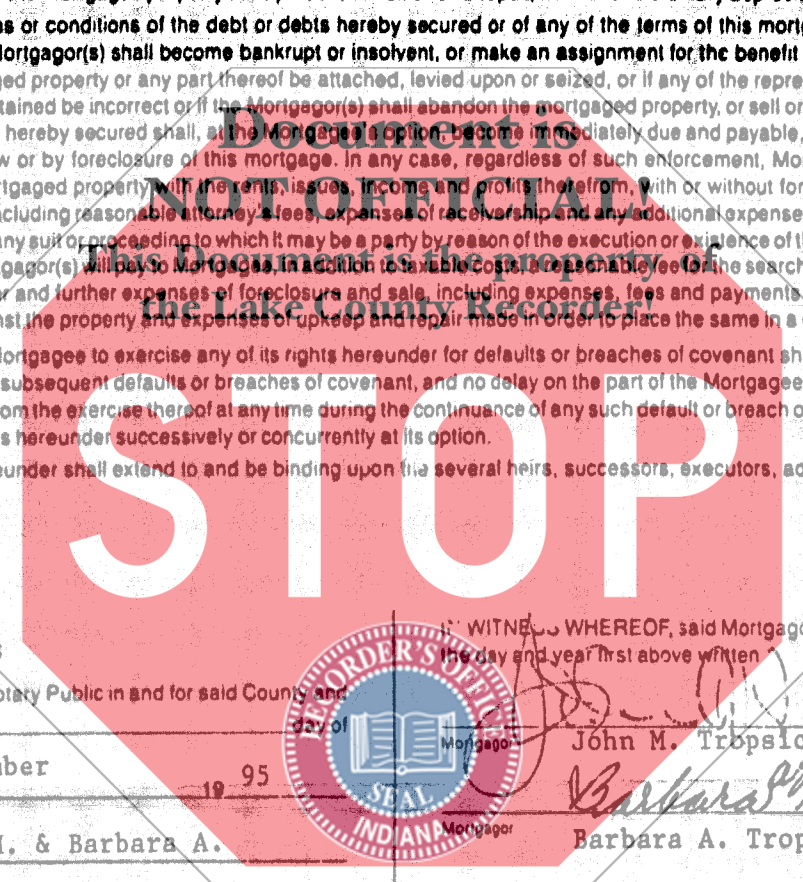 s or conditions of the debt or debts hereby secured or of any of the terms of this mort
Mortgagor(s) shall become bankrupt or insolvent, or make an assignment for the benefit
ged property or any part thereof be attached, levied upon or seized, or if any of the repre
tained be incorrect or if the Mortgagor(s) shall abandon the mortgaged property, or sell or
hereby secured shall, at the Mortgagee's option, become immediately due and payable,
w or by foreclosure of this mortgage. In any case, regardless of such enforcement, Mo
rtgaged property with the rents, issues, income and profits therefrom, with or without for
ncluding reasonable attorney's fees, expenses of receivership and any additional expense
any suit or proceeding to which it may be a party by reason of the execution or existence of t
gagor(s) will pay to Mortgagee, in addition to taxable costs, a reasonable fee for the search
r and further expenses of foreclosure and sale, including expenses, fees and payments
st the property and expenses of upkeep and repair made in order to place the same in a
Document is
NOT OFFICIAL!
This Document is the property of
the Lake County Recorder!
Mortgagee to exercise any of its rights hereunder for defaults or breaches of covenant sh
subsequent defaults or breaches of covenant, and no delay on the part of the Mortgagee
om the exercise thereof at any time during the continuance of any such default or breach o
s hereunder successively or concurrently at its option.
eunder shall extend to and be binding upon the several heirs, successors, executors, ad
STOP
WITNESS WHEREOF, said Mortgago
the day and year first above written
otary Public in and for said County and
day of
Mortgagor
John M. Tropsic
mber
19 95
Barbara
Mortgagor
Barbara A. Trop
M. & Barbara A.
RECORDER'S OFFICE
SEAL
INDIANA